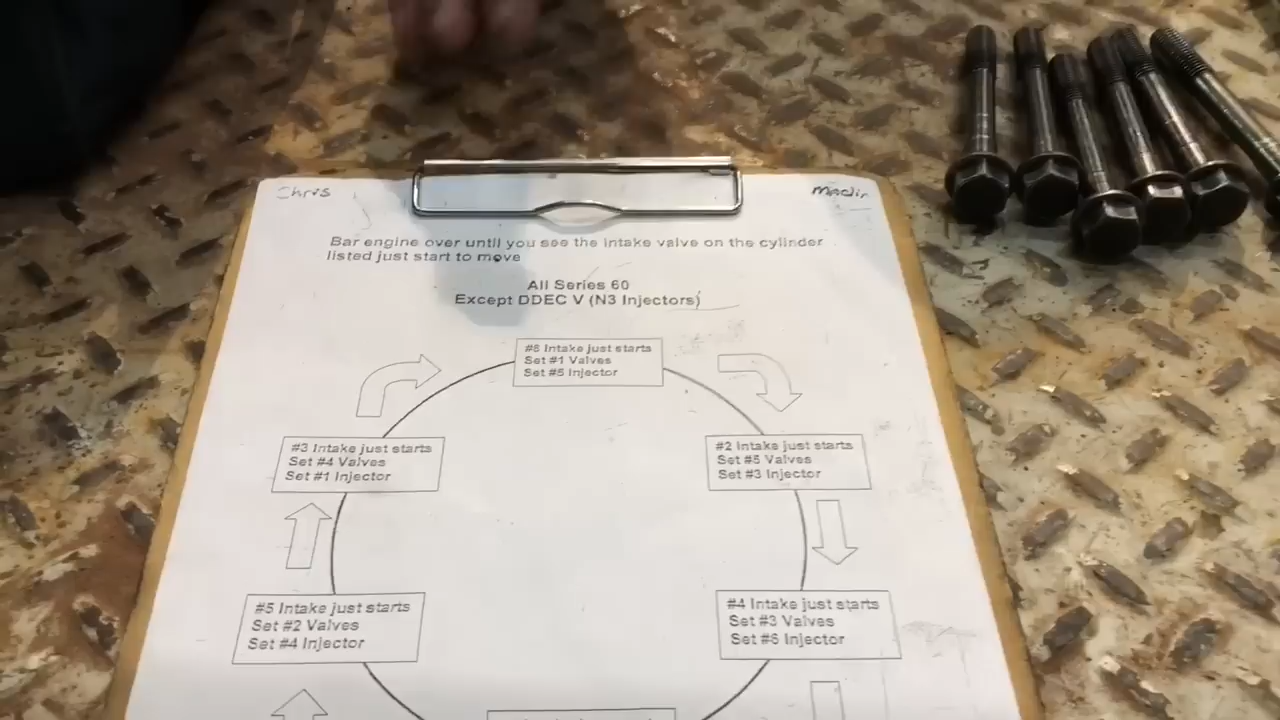 Chris
Bar engine over until you see the intake valve on the cylinder
listed just start to move
All Series 60
Except DDEC V (N3 Injectors)
#6 Intake just starts
Set #1 Valves
Set #5 Injector
#3 Intake just starts
Set #4 Valves
Set #1 Injector
#2 Intake just starts
Set #5 Valves
Set #3 Injector
#5 Intake just starts
Set #2 Valves
Set #4 Injector
#4 Intake just starts
Set #3 Valves
Set #6 Injector